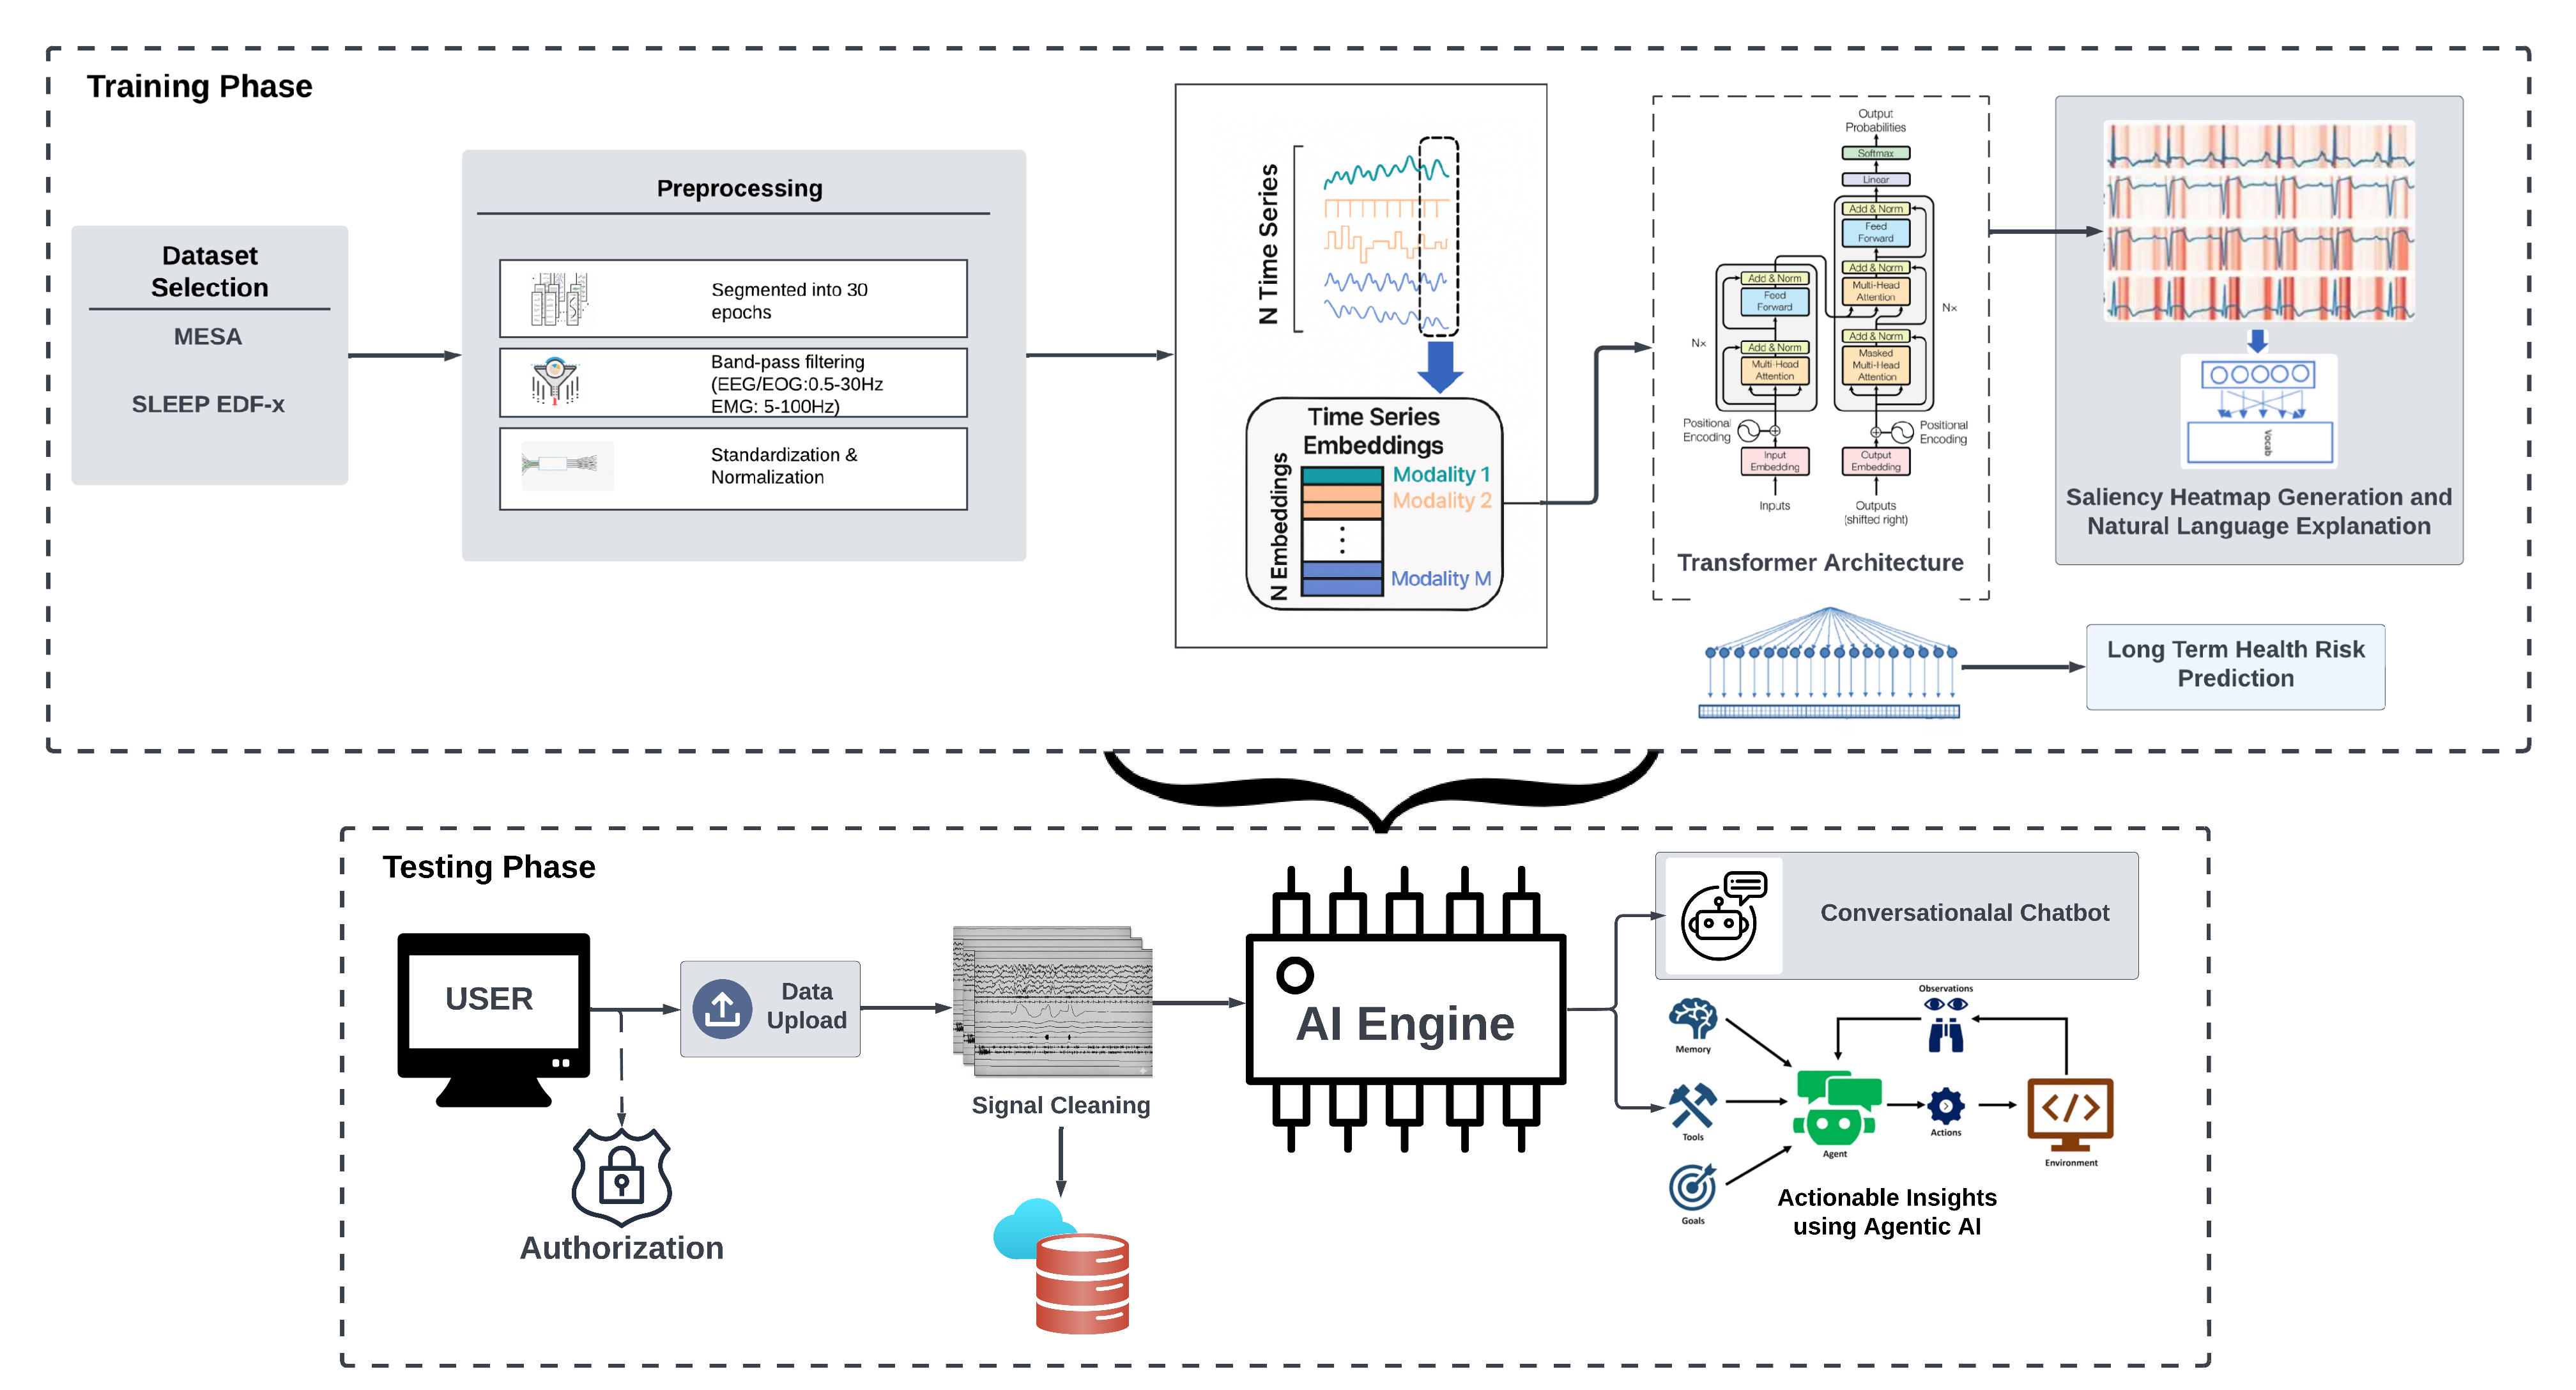 Training Phase
Dataset
Selection
MESA
SLEEP EDF-x
Preprocessing
Segmented into 30
epochs
Band-pass filtering
(EEG/EOG:0.5-30Hz
EMG: 5-100Hz)
Standardization &
Normalization
N Time Series
Time Series
Embeddings
N Embeddings
Modality 1
Modality 2
Modality M
Output
Probabilities
Softmax
Linear
Add & Norm
Feed
Forward
Add & Norm
Multi-Head
Attention
Add & Norm
Masked
Multi-Head
Attention
Nx
Add & Norm
Feed
Forward
Add & Norm
Multi-Head
Attention
Nx
Positional
Encoding
Positional
Encoding
Input
Embedding
Output
Embedding
Inputs
Outputs
(shifted right)
Transformer Architecture
Vocab
Saliency Heatmap Generation and
Natural Language Explanation
Long Term Health Risk
Prediction
Testing Phase
USER
Data
Upload
Authorization
Signal Cleaning
AI Engine
Conversationalal Chatbot
Observations
Memory
Tools
Goals
Agent
Actions
Environment
Actionable Insights
using Agentic AI